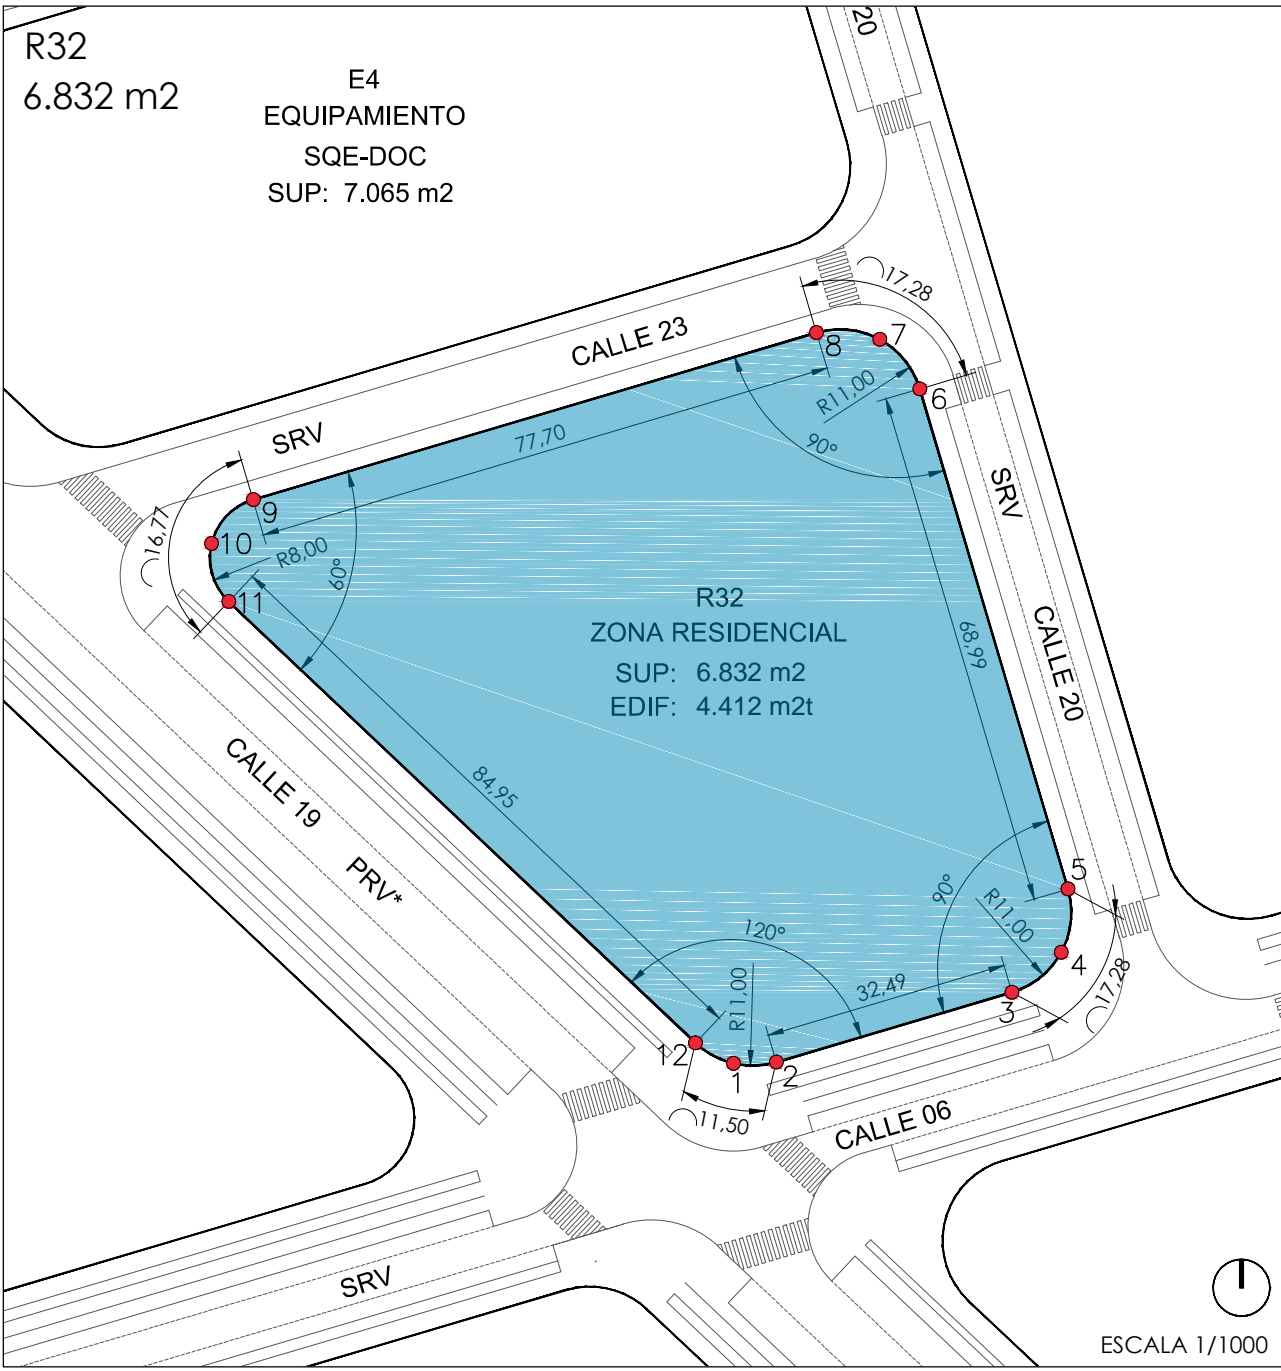 R32
6.832 m2
E4
EQUIPAMIENTO
SQE-DOC
SUP: 7.065 m2
20
17,28
CALLE 23
8
7
6
R11,00
90°
77,70
SRV
9
10
16,77
R8,00
60°
11
SRV
R32
ZONA RESIDENCIAL
SUP: 6.832 m2
EDIF: 4.412 m2t
68,99
CALLE 20
CALLE 19
PRV*
84,95
5
90°
R11,00
4
17,28
3
120°
R11,00
32,49
12
1
2
11,50
CALLE 06
SRV
ESCALA 1/1000